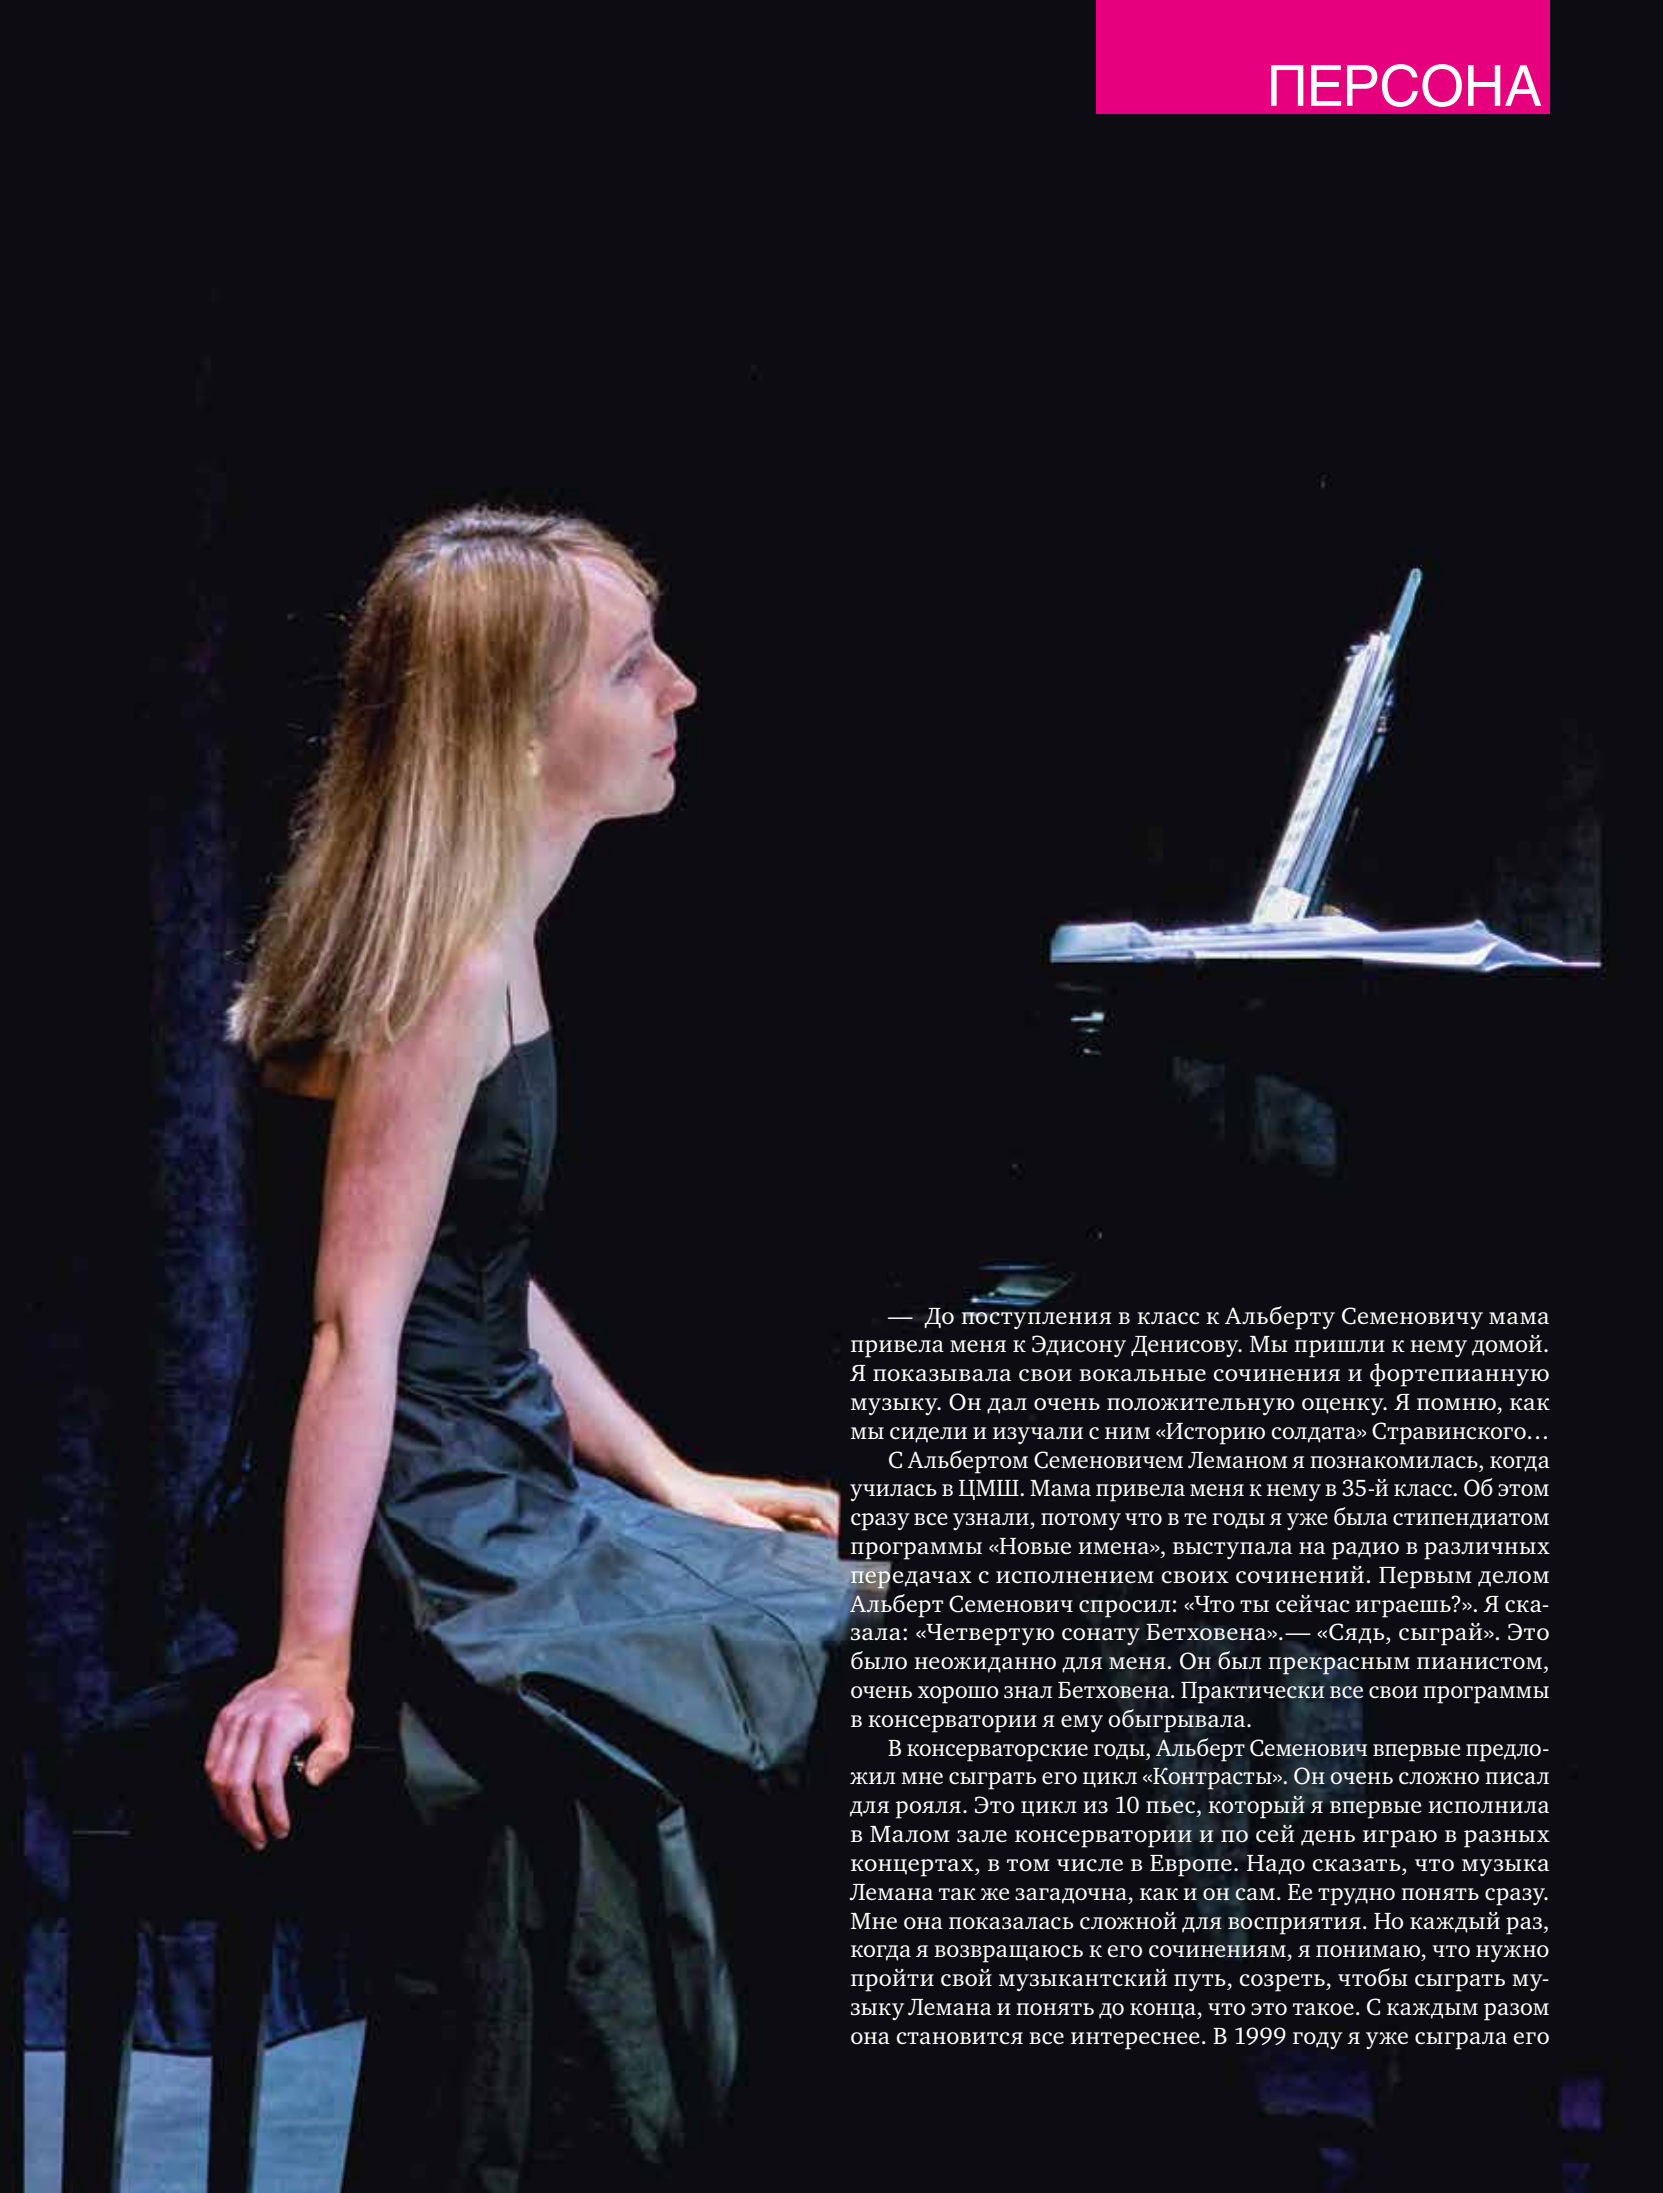 ПЕРСОНА
— До поступления в класс к Альберту Семеновичу мама
привела меня к Эдисону Денисову. Мы пришли к нему домой.
Я показывала свои вокальные сочинения и фортепианную
музыку. Он дал очень положительную оценку. Я помню, как
мы сидели и изучали с ним «Историю солдата» Стравинского…
С Альбертом Семеновичем Леманом я познакомилась, когда
училась в ЦМШ. Мама привела меня к нему в 35-й класс. Об этом
сразу все узнали, потому что в те годы я уже была стипендиатом
программы «Новые имена», выступала на радио в различных
передачах с исполнением своих сочинений. Первым делом
Альберт Семенович спросил: «Что ты сейчас играешь?». Я ска-
зала: «Четвертую сонату Бетховена».— «Сядь, сыграй». Это
было неожиданно для меня. Он был прекрасным пианистом,
очень хорошо знал Бетховена. Практически все свои программы
в консерватории я ему обыгрывала.
В консерваторские годы, Альберт Семенович впервые предло-
жил мне сыграть его цикл «Контрасты». Он очень сложно писал
для рояля. Это цикл из 10 пьес, который я впервые исполнила
в Малом зале консерватории и по сей день играю в разных
концертах, в том числе в Европе. Надо сказать, что музыка
Лемана так же загадочна, как и он сам. Ее трудно понять сразу.
Мне она показалась сложной для восприятия. Но каждый раз,
когда я возвращаюсь к его сочинениям, я понимаю, что нужно
пройти свой музыкантский путь, созреть, чтобы сыграть му-
зыку Лемана и понять до конца, что это такое. С каждым разом
она становится все интереснее. В 1999 году я уже сыграла его